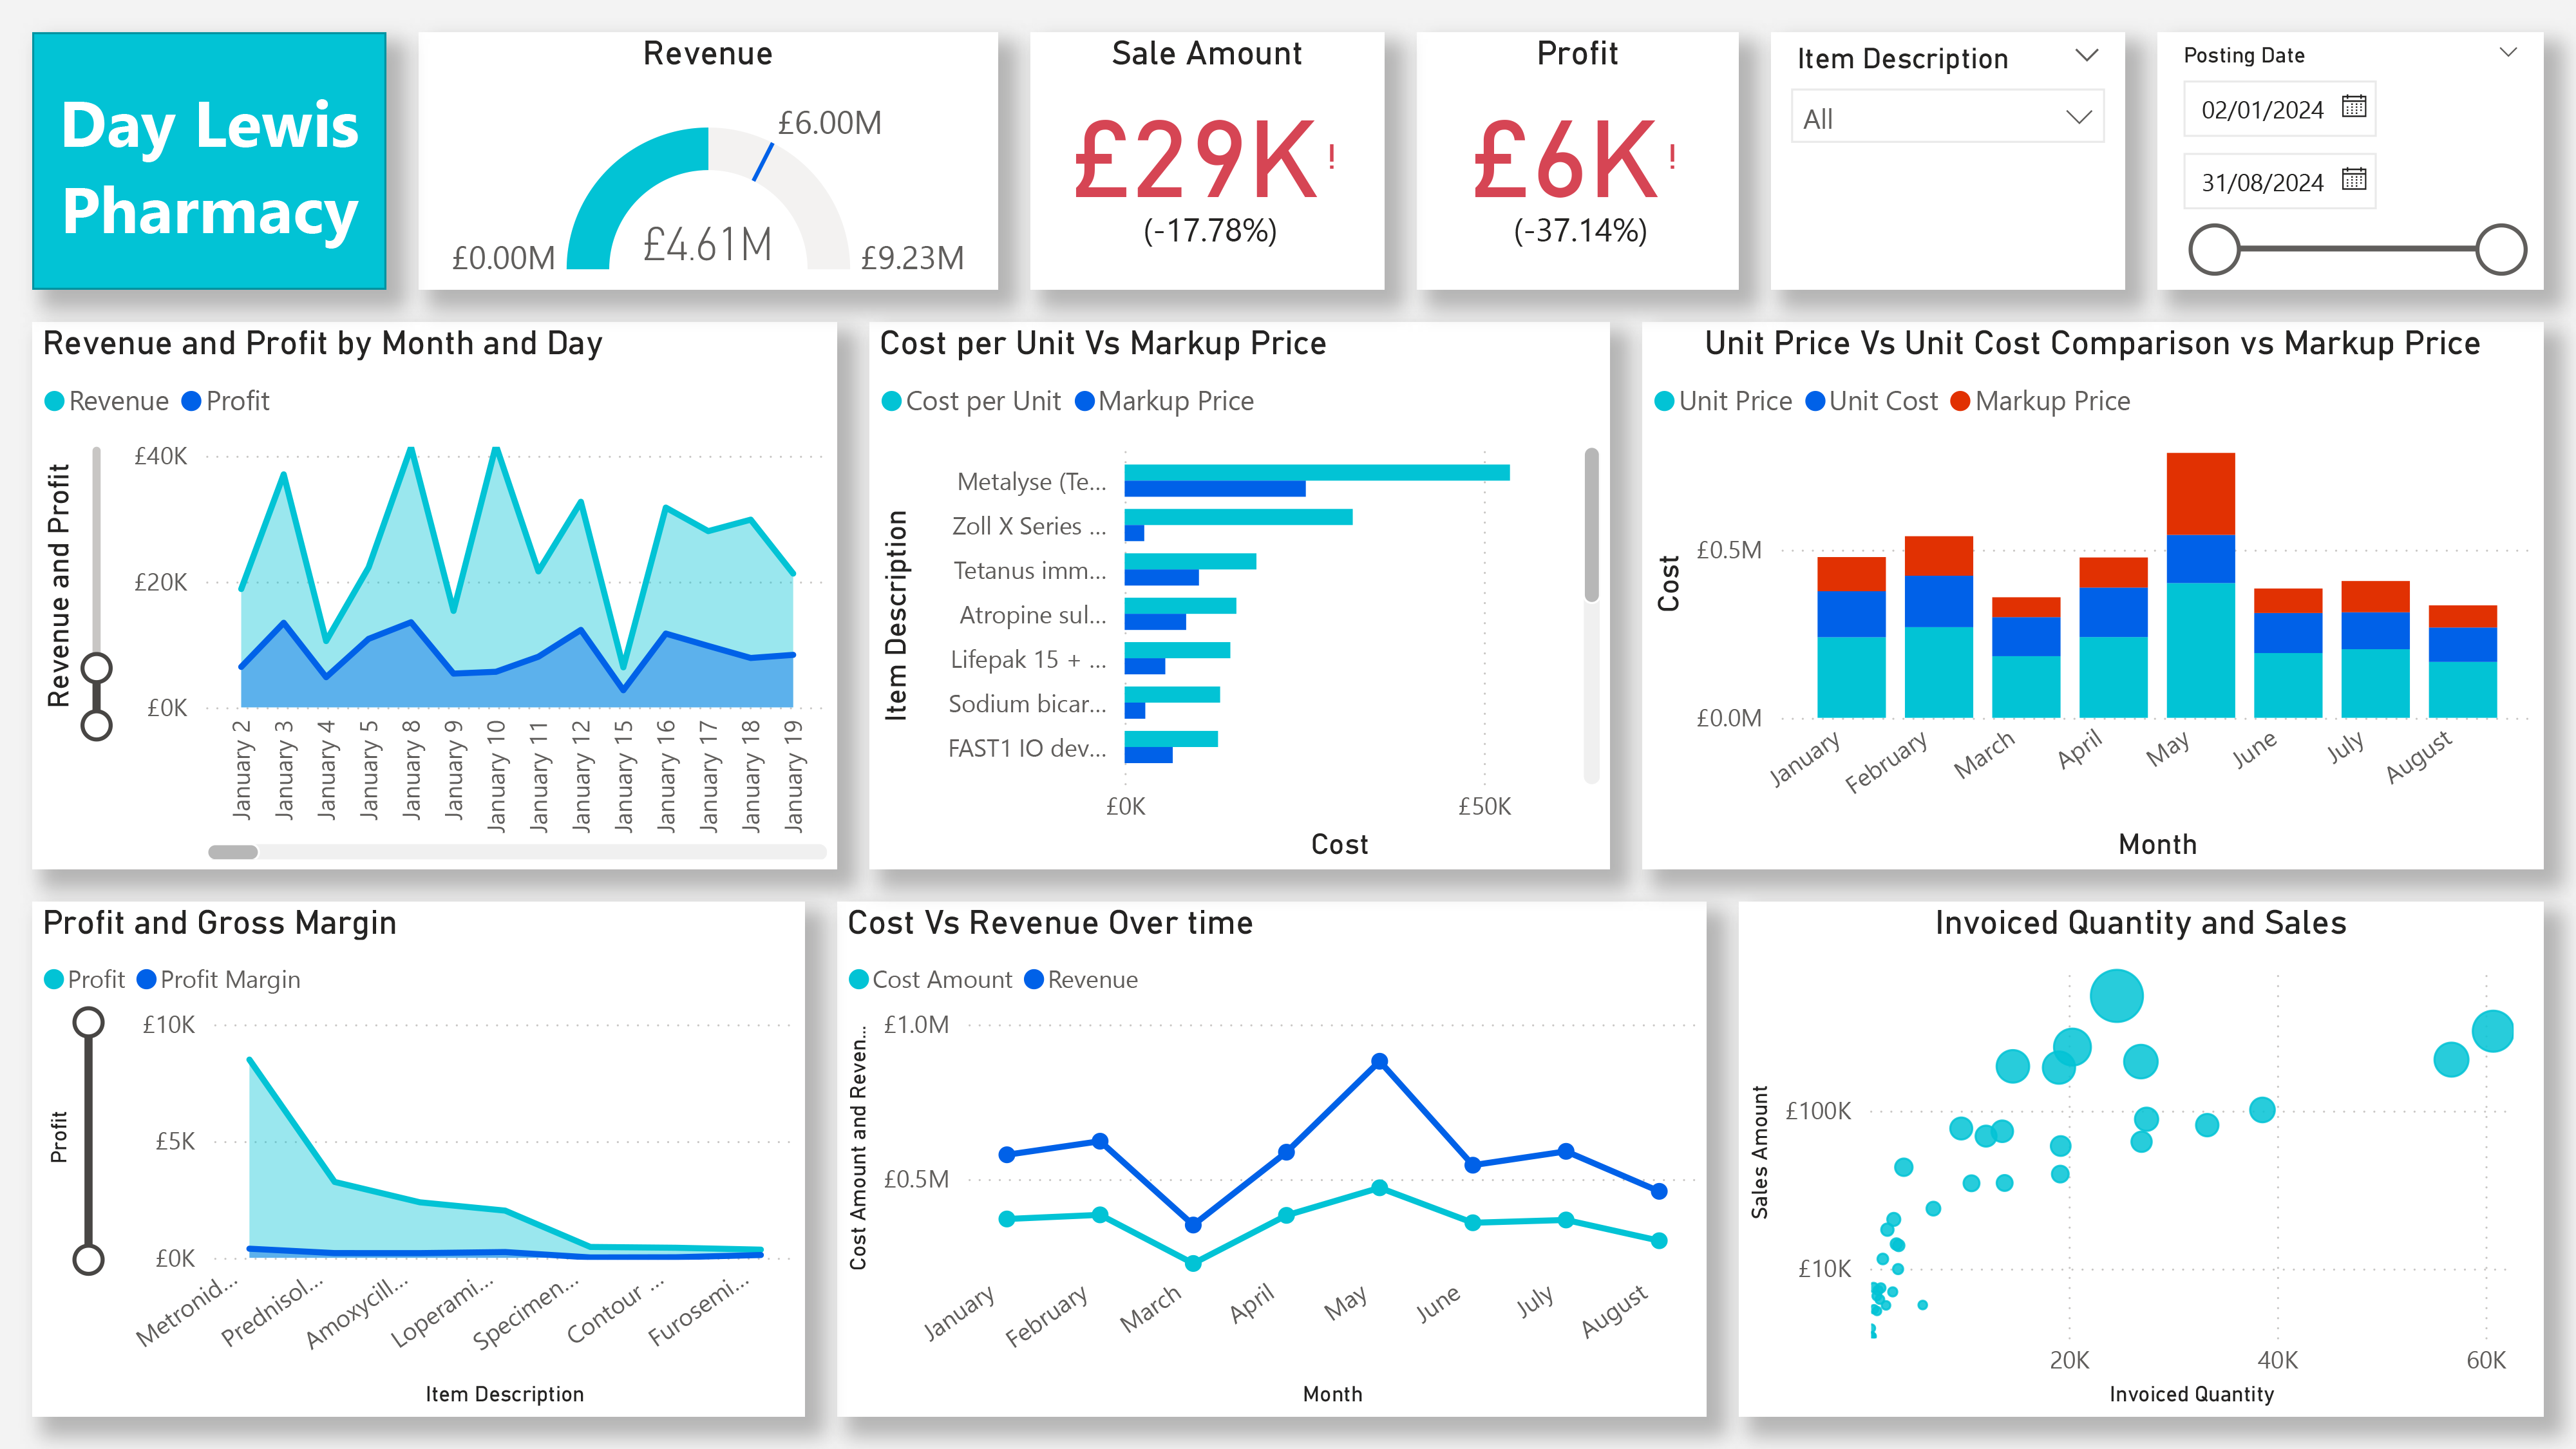 Day Lewis
Pharmacy
Revenue
£6.00M
£4.61M
£0.00M
£9.23M
Sale Amount
£29K!
(-17.78%)
Profit
£6K!
(-37.14%)
Item Description
All
Posting Date
02/01/2024
31/08/2024
Revenue and Profit by Month and Day
Revenue Profit
Revenue and Profit
£40K
£20K
£0K
January 2
January 3
January 4
January 5
January 8
January 9
January 10
January 11
January 12
January 15
January 16
January 17
January 18
January 19
Cost per Unit Vs Markup Price
Cost per Unit Markup Price
Item Description
Metalyse (Te...
Zoll X Series ...
Tetanus imm...
Atropine sul...
Lifepak 15 + ...
Sodium bicar...
FAST1 IO dev...
£0K £50K
Cost
Unit Price Vs Unit Cost Comparison vs Markup Price
Unit Price Unit Cost Markup Price
Cost
£0.5M
£0.0M
January
February
March
April
May
June
July
August
Month
Profit and Gross Margin
Profit Profit Margin
Profit
£10K
£5K
£0K
Metronid...
Prednisol...
Amoxycill...
Loperami...
Specimen...
Contour ...
Furosemi...
Item Description
Cost Vs Revenue Over time
Cost Amount Revenue
Cost Amount and Reven...
£1.0M
£0.5M
January
February
March
April
May
June
July
August
Month
Invoiced Quantity and Sales
Sales Amount
£100K
£10K
20K 40K 60K
Invoiced Quantity